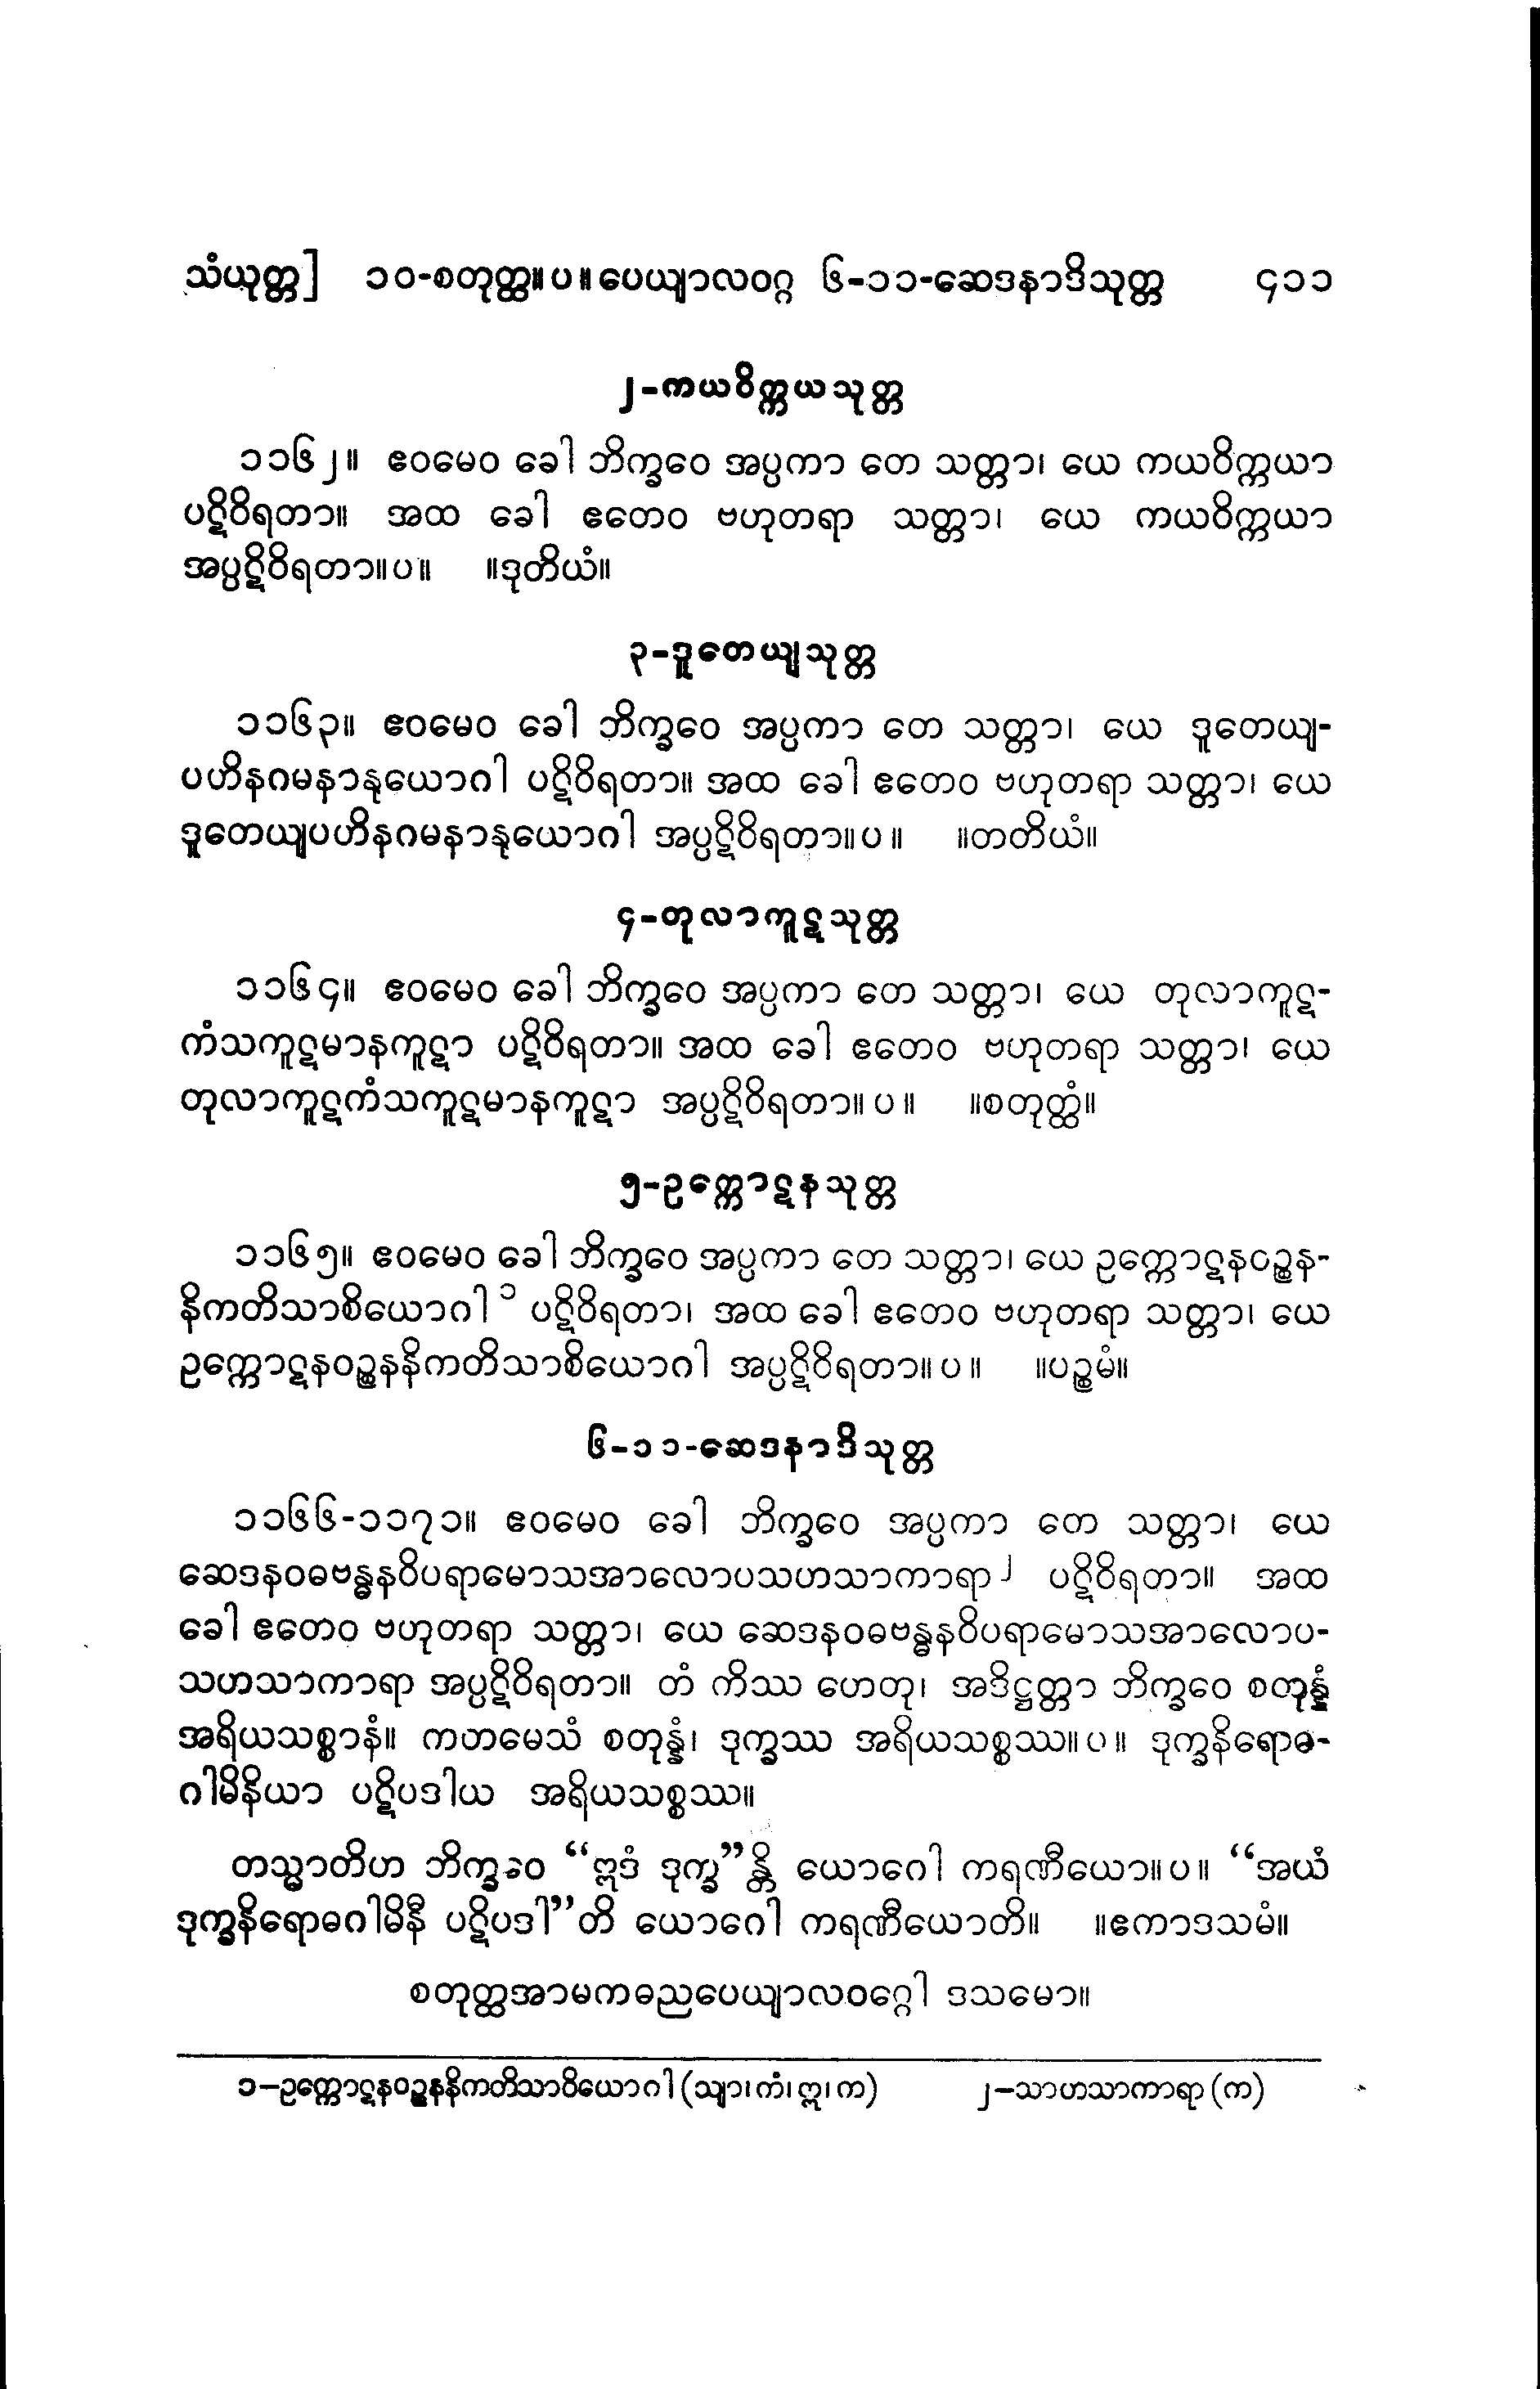 သံယုတ္တ] ၁၀-စတုတ္ထ။ပ။ပေယျာလဝဂ္ဂ ၆-၁၁-ဆေဒနာဒိသုတ္တ ၄၁၁
၂-ကယဝိက္ကယသုတ္တ
၁၁၆၂။ ဧဝမေဝ ခေါ ဘိက္ခဝေ အပ္ပကာ တေ သတ္တာ၊ ယေ ကယဝိက္ကယာ
ပဋိဝိရတာ။ အထ ခေါ ဧတေဝ ဗဟုတရာ သတ္တာ၊ ယေ ကယဝိက္ကယာ
အပ္ပဋိဝိရတာ။ပ။ ။ဒုတိယံ။
၃-ဒူတေယျသုတ္တ
၁၁၆၃။ ဧဝမေဝ ခေါ ဘိက္ခဝေ အပ္ပကာ တေ သတ္တာ၊ ယေ ဒူတေယျ-
ပဟိနဂမနာနုယောဂါ ပဋိဝိရတာ။ အထ ခေါ ဧတေဝ ဗဟုတရာ သတ္တာ၊ ယေ
ဒူတေယျပဟိနဂမနာနုယောဂါ အပ္ပဋိဝိရတာ။ပ။ ။တတိယံ။
၄-တုလာကူဋသုတ္တ
၁၁၆၄။ ဧဝမေဝ ခေါ ဘိက္ခဝေ အပ္ပကာ တေ သတ္တာ၊ ယေ တုလာကူဋ-
ကံသကူဋမာနကူဋာ ပဋိဝိရတာ။ အထ ခေါ ဧတေဝ ဗဟုတရာ သတ္တာ၊ ယေ
တုလာကူဋကံသကူဋမာနကူဋာ အပ္ပဋိဝိရတာ။ပ။ ။စတုတ္ထံ။
၅-ဥက္ကောဋနသုတ္တ
၁၁၆၅။ ဧဝမေဝ ခေါ ဘိက္ခဝေ အပ္ပကာ တေ သတ္တာ၊ ယေ ဥက္ကောဋနဝဉ္စန-
နိကတိသာစိယောဂါ ၁ ပဋိဝိရတာ၊ အထ ခေါ ဧတေဝ ဗဟုတရာ သတ္တာ၊ ယေ
ဥက္ကောဋနဝဉ္စနနိကတိသာစိယောဂါ အပ္ပဋိဝိရတာ။ပ။ ။ပဉ္စမံ။
၆-၁၁-ဆေဒနာဒိသုတ္တ
၁၁၆၆-၁၁၇၁။ ဧဝမေဝ ခေါ ဘိက္ခဝေ အပ္ပကာ တေ သတ္တာ၊ ယေ
ဆေဒနဝဓဗန္ဓနဝိပရာမောသအာလောပသဟသာကာရာ ၂ ပဋိဝိရတာ။ အထ
ခေါ ဧတေဝ ဗဟုတရာ သတ္တာ၊ ယေ ဆေဒနဝဓဗန္ဓနဝိပရာမောသအာလောပ-
သဟသာကာရာ အပ္ပဋိဝိရတာ။ တံ ကိဿ ဟေတု၊ အဒိဋ္ဌတ္တာ ဘိက္ခဝေ စတုန္နံ
အရိယသစ္စာနံ။ ကတမေသံ စတုန္နံ၊ ဒုက္ခဿ အရိယသစ္စဿ။ပ။ ဒုက္ခနိရောဓ-
ဂါမိနိယာ ပဋိပဒါယ အရိယသစ္စဿ။
တသ္မာတိဟ ဘိက္ခဝေ “ဣဒံ ဒုက္ခ”န္တိ ယောဂေါ ကရဏီယော။ပ။ “အယံ
ဒုက္ခနိရောဓဂါမိနီ ပဋိပဒါ”တိ ယောဂေါ ကရဏီယောတိ။ ။ဧကာဒသမံ။
စတုတ္ထအာမကဓညပေယျာလဝဂ္ဂေါ ဒသမော။
၁-ဥက္ကောဋနဝဉ္စနနိကတိသာဝိယောဂါ (သျာ၊ကံ၊ဣ၊က) ၂-သာဟသာကာရာ (က)